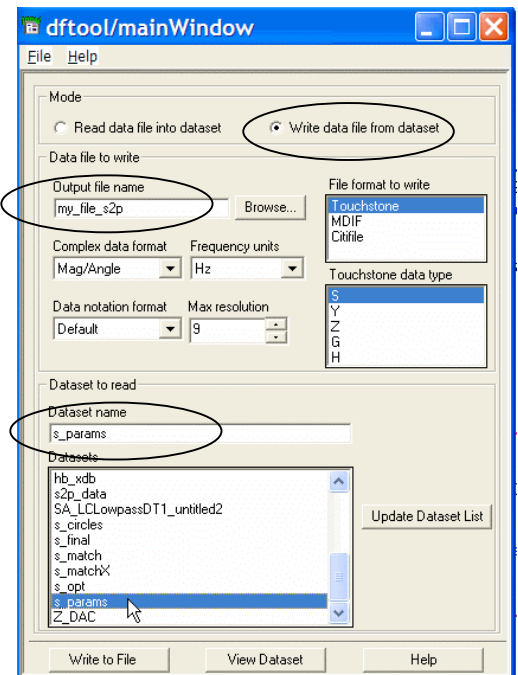 dftool/mainWindow
File Help
Mode
Read data file into dataset Write data file from dataset
Data file to write
Output file name
my_file_s2p
Browse...
File format to write
Touchstone
MDIF
Citifile
Complex data format Frequency units
Mag/Angle Hz
Touchstone data type
S
Y
Z
G
H
Data notation format Max resolution
Default 9
Dataset to read
Dataset name
s_params
Datasets
hb_xdb
s2p_data
SA_LCLowpassDT1_untitled2
s_circles
s_final
s_match
s_matchX
s_opt
s_params
Z_DAC
Update Dataset List
Write to File View Dataset Help